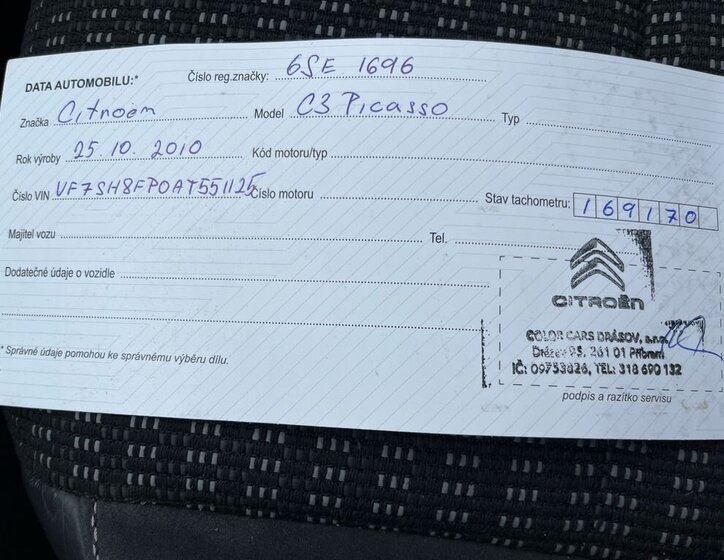 DATA AUTOMOBILU:* Číslo reg.značky: 6SE 1696
Značka Citroën Model C3 Picasso Typ
Rok výroby 25.10.2010 Kód motoru/typ
Číslo VIN VF7SH8FP0AT551125 Číslo motoru Stav tachometru: 169170
Majitel vozu Tel.
Dodatečné údaje o vozidle
CITROËN
COLOR CARS DRÁSOV, s.r.o.
Drážev 95, 261 01 Příbram
IČ: 09753826, TEL: 318 690 132
* Správné údaje pomohou ke správnému výběru dílu.
podpis a razítko servisu